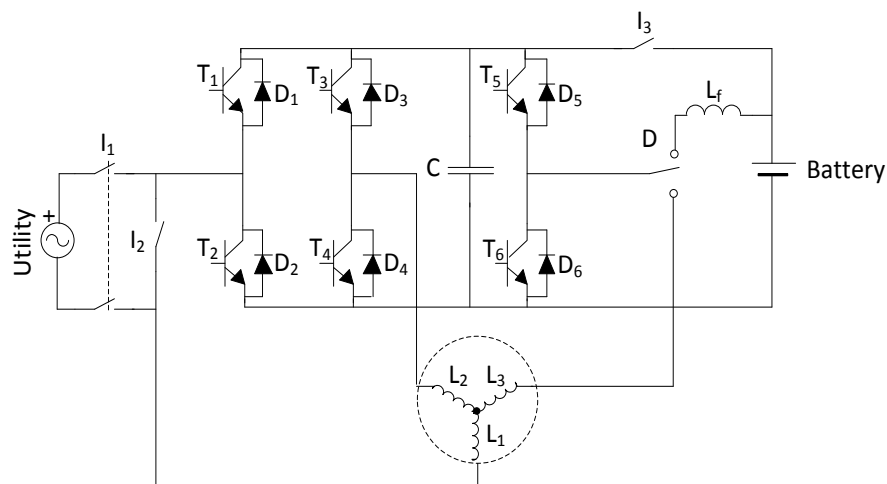 I₃
T₁
D₁
T₃
D₃
T₅
D₅
L_f
D
I₁
C
Battery
+
Utility
I₂
T₂
D₂
T₄
D₄
T₆
D₆
L₂
L₃
L₁